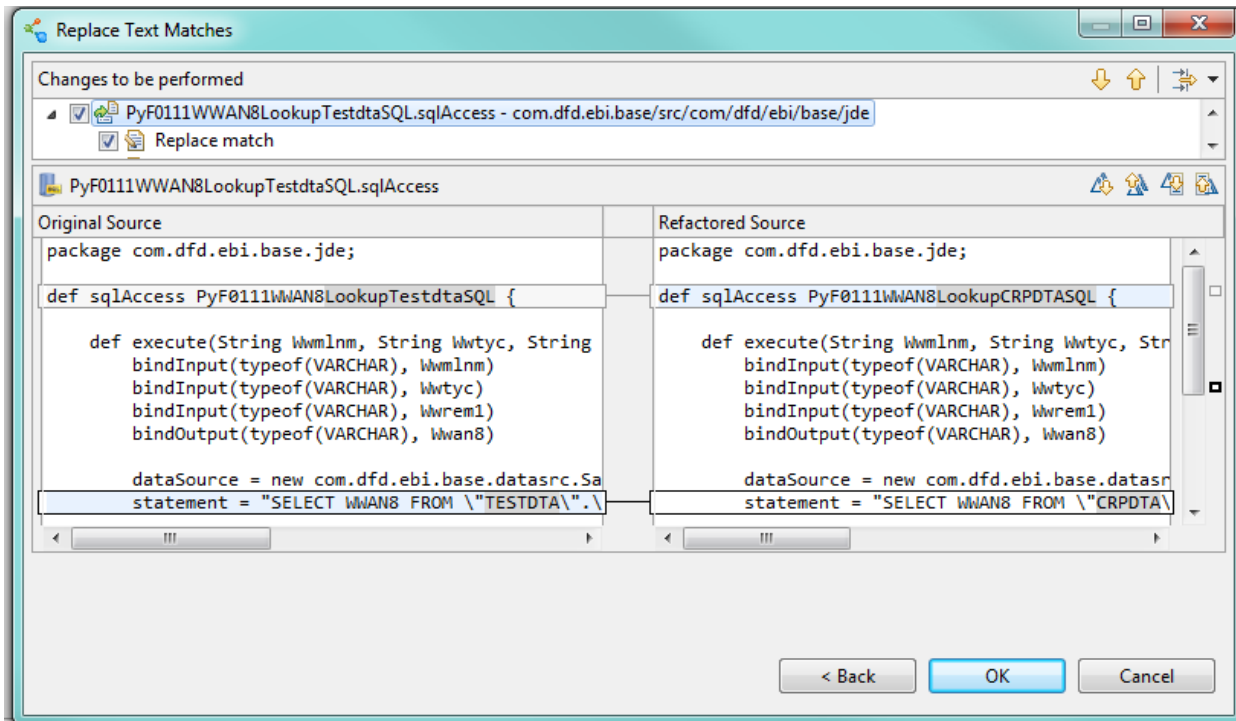 Replace Text Matches
Changes to be performed
PyF0111WWAN8LookupTestdtaSQL.sqlAccess - com.dfd.ebi.base/src/com/dfd/ebi/base/jde
Replace match
PyF0111WWAN8LookupTestdtaSQL.sqlAccess
Original Source
package com.dfd.ebi.base.jde;
def sqlAccess PyF0111WWAN8LookupTestdtaSQL {
def execute(String Wwmlnm, String Wwtyc, String
bindInput(typeof(VARCHAR), Wwmlnm)
bindInput(typeof(VARCHAR), Wwtyc)
bindInput(typeof(VARCHAR), Wwrem1)
bindOutput(typeof(VARCHAR), Wwan8)
dataSource = new com.dfd.ebi.base.datasrc.Sa
statement = "SELECT WWAN8 FROM \"TESTDTA\".\
Refactored Source
package com.dfd.ebi.base.jde;
def sqlAccess PyF0111WWAN8LookupCRPDTASQL {
def execute(String Wwmlnm, String Wwtyc, Str
bindInput(typeof(VARCHAR), Wwmlnm)
bindInput(typeof(VARCHAR), Wwtyc)
bindInput(typeof(VARCHAR), Wwrem1)
bindOutput(typeof(VARCHAR), Wwan8)
dataSource = new com.dfd.ebi.base.datasr
statement = "SELECT WWAN8 FROM \"CRPDTA\
< Back
OK
Cancel